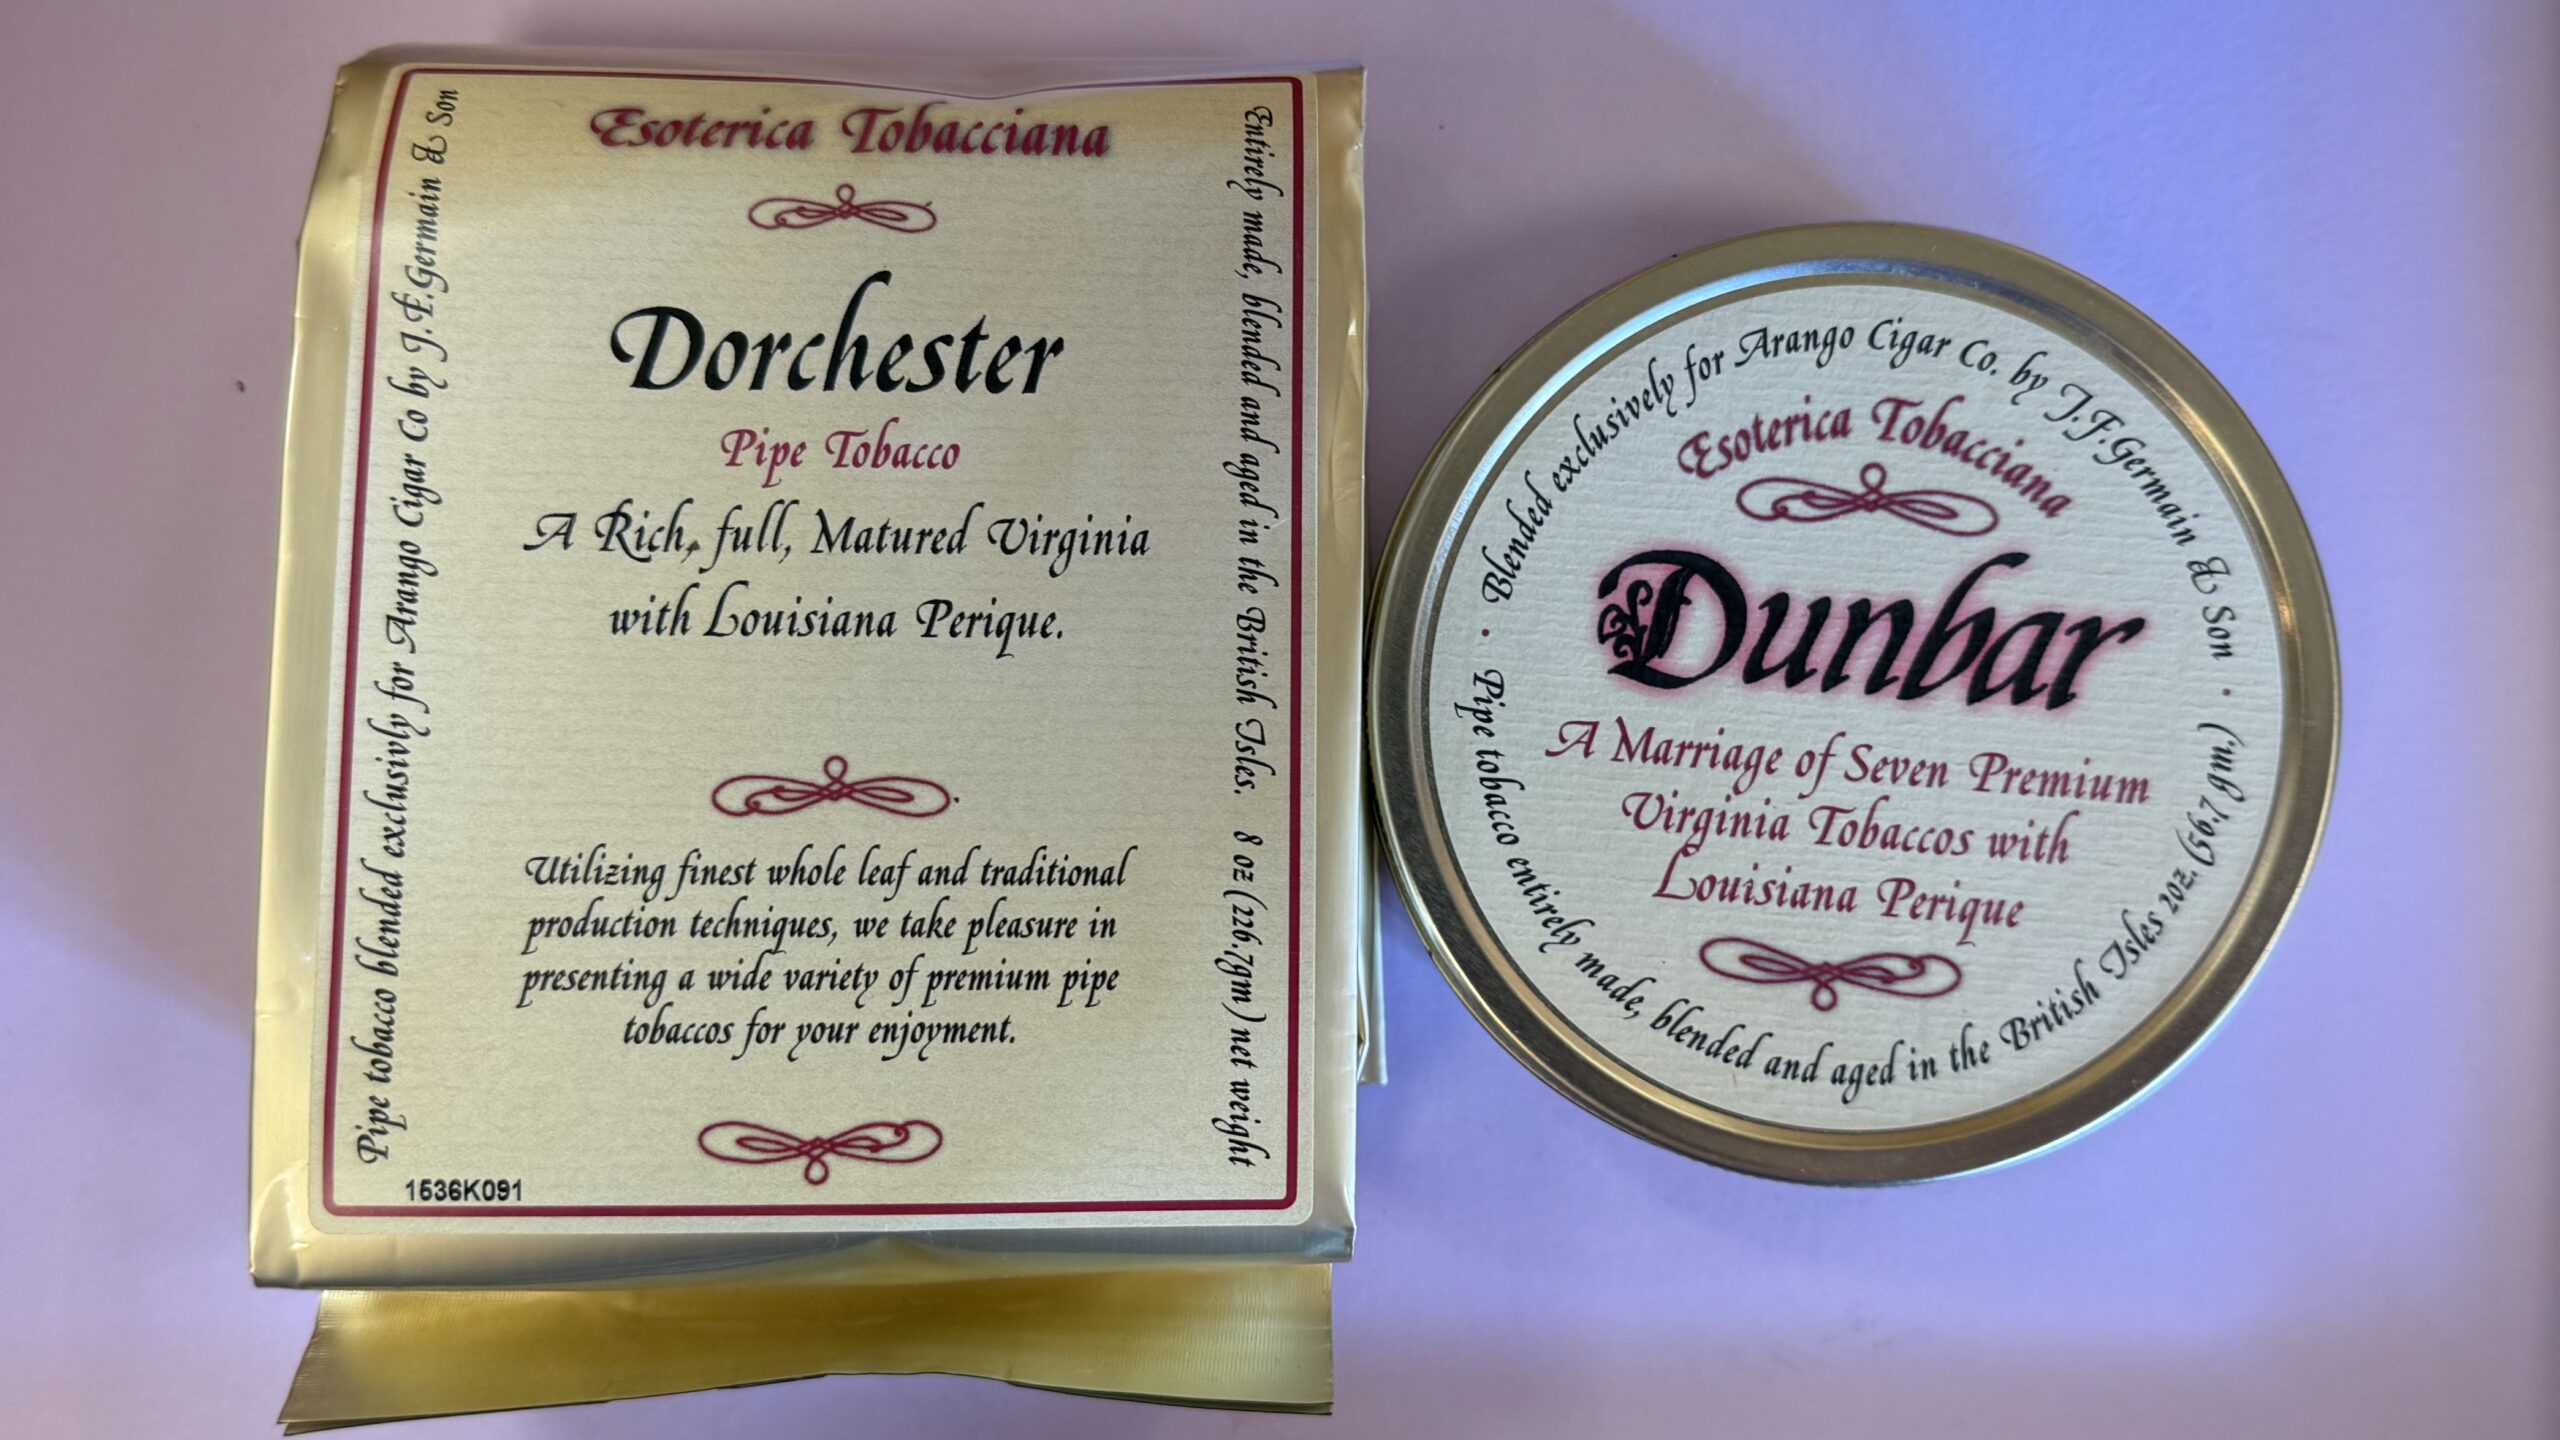 Esoterica Tobacciana
Dorchester
Pipe Tobacco
A Rich, full, Matured Virginia
with Louisiana Perique.
Utilizing finest whole leaf and traditional
production techniques, we take pleasure in
presenting a wide variety of premium pipe
tobaccos for your enjoyment.
Pipe tobacco blended exclusivly for Arango Cigar Co by J.F.Germain & Son
Entirely made, blended and aged in the British Isles. 8 oz (226.7gm) net weight
1536K091
Blended exclusively for Arango Cigar Co. by J.F.Germain & Son
Esoterica Tobacciana
Dunbar
A Marriage of Seven Premium
Virginia Tobaccos with
Louisiana Perique
Pipe tobacco entirely made, blended and aged in the British Isles 2oz. (56.7gm.)